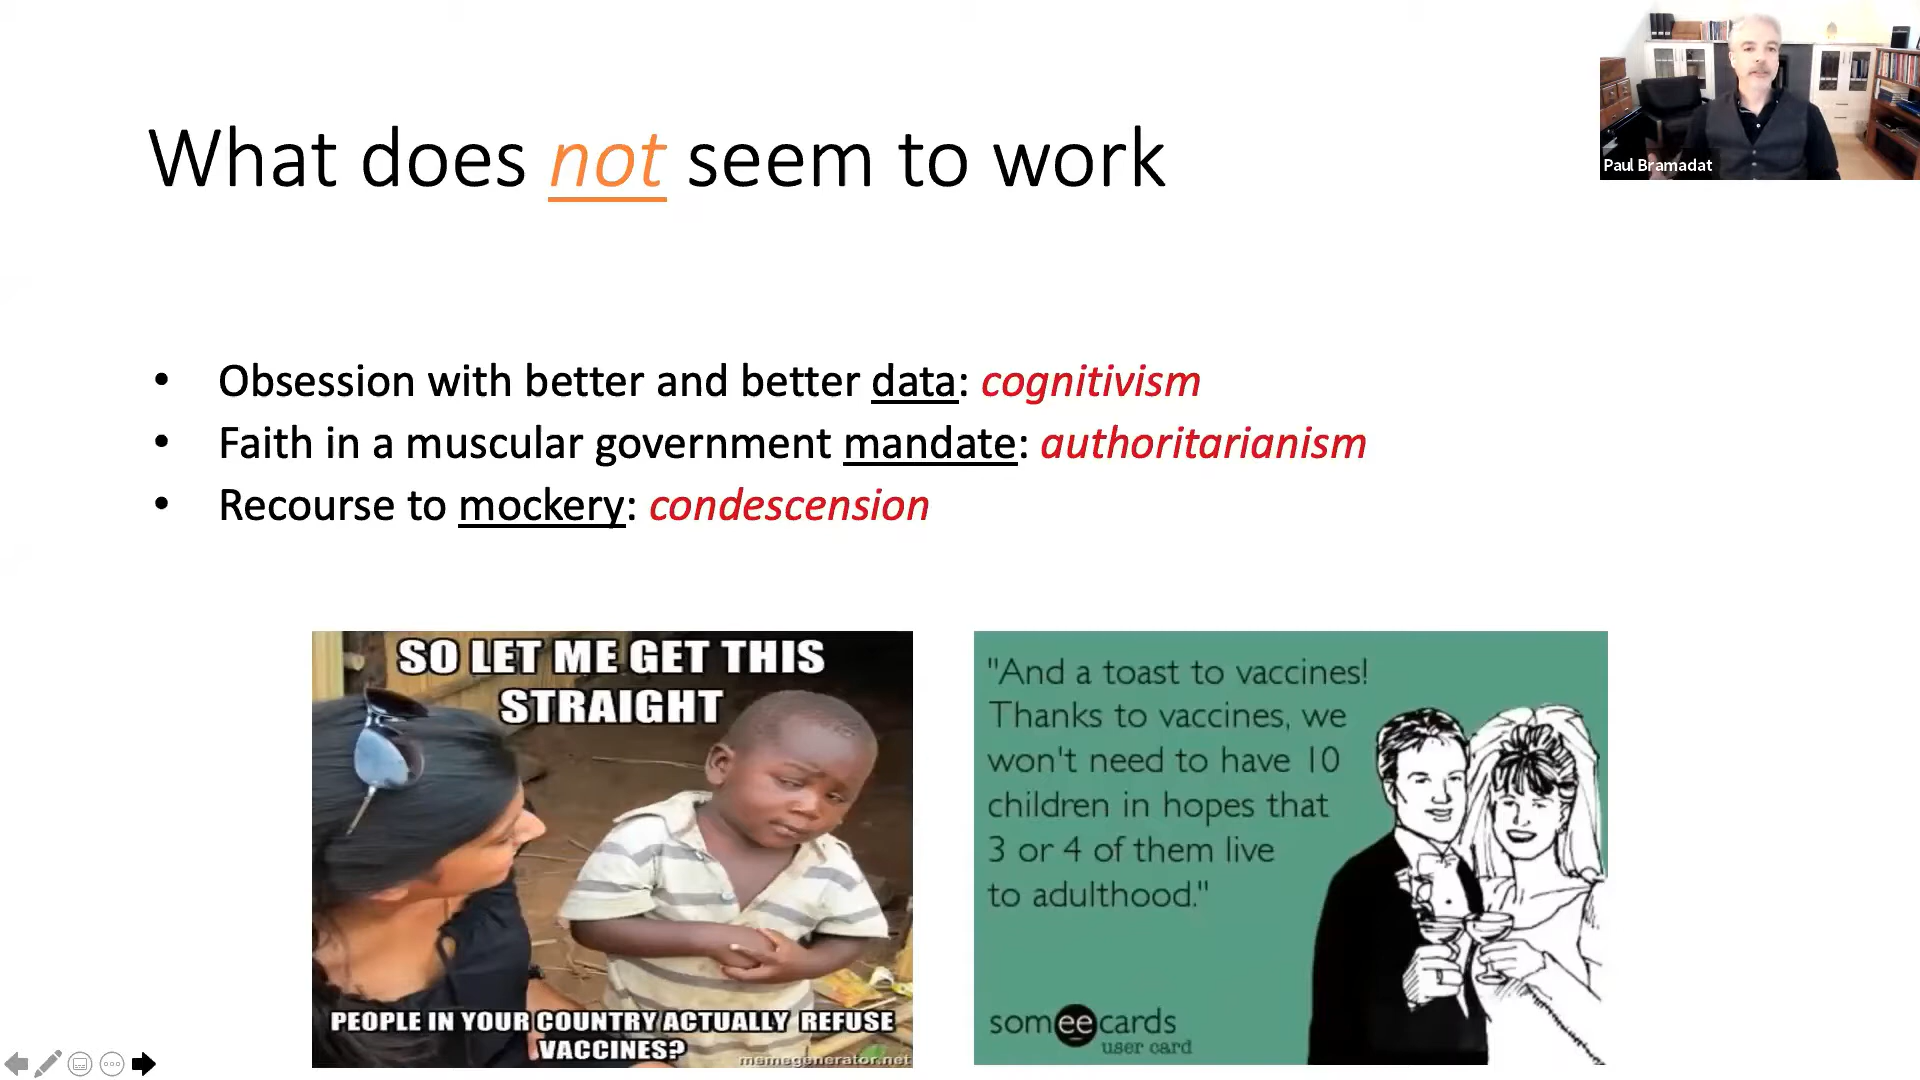 What does not seem to work
Paul Bramadat
• Obsession with better and better data: cognitivism
• Faith in a muscular government mandate: authoritarianism
• Recourse to mockery: condescension
SO LET ME GET THIS
STRAIGHT
PEOPLE IN YOUR COUNTRY ACTUALLY REFUSE
VACCINES?
memegenerator.net
"And a toast to vaccines!
Thanks to vaccines, we
won't need to have 10
children in hopes that
3 or 4 of them live
to adulthood."
someecards
user card